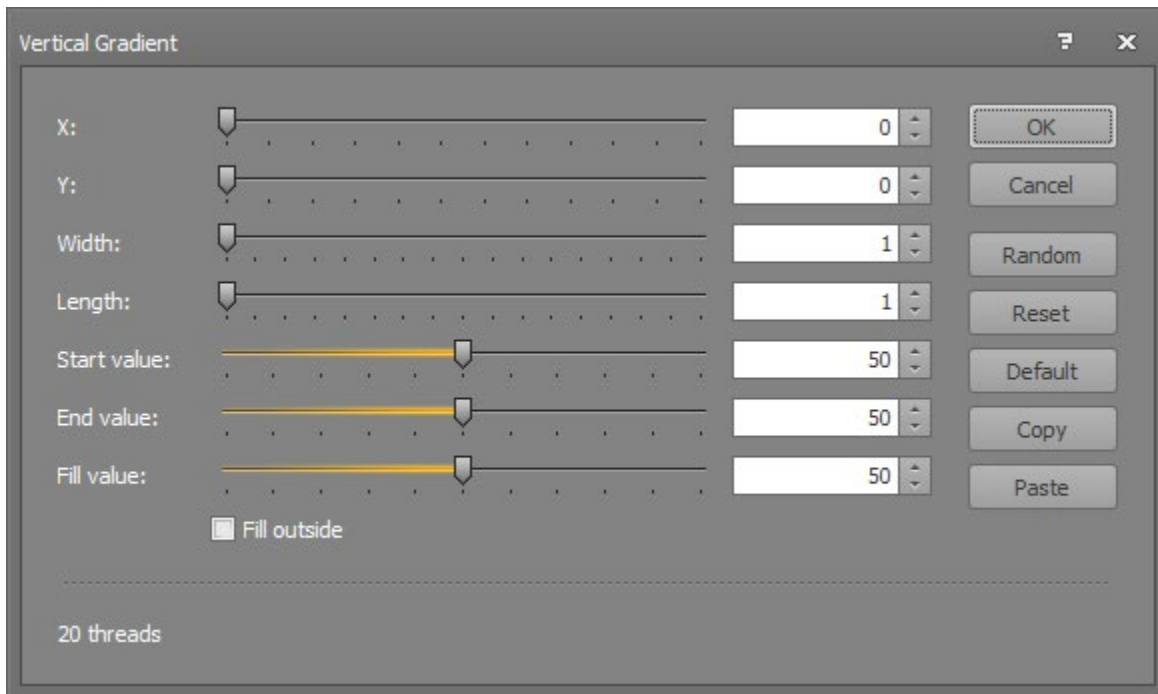 Vertical Gradient
X: 0 OK
Y: 0 Cancel
Width: 1 Random
Length: 1 Reset
Start value: 50 Default
End value: 50 Copy
Fill value: 50 Paste
Fill outside
20 threads